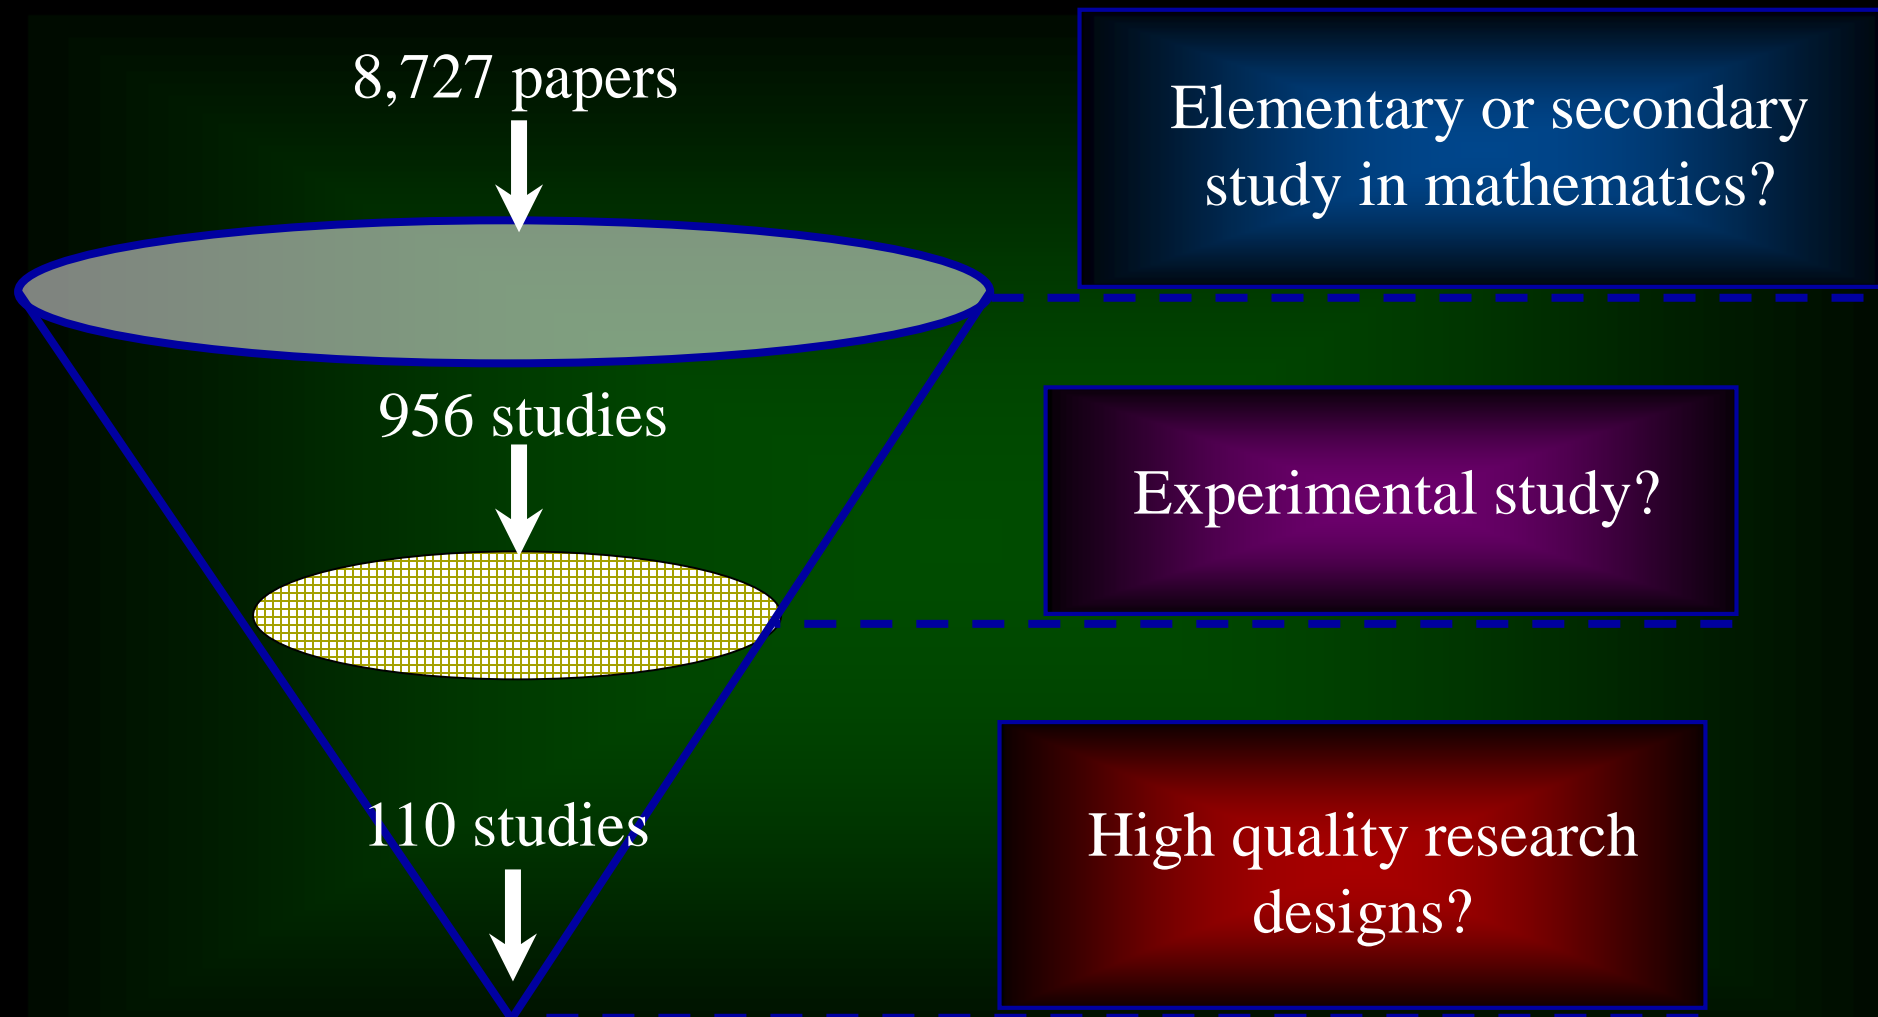 8,727 papers
Elementary or secondary
study in mathematics?
956 studies
Experimental study?
110 studies
High quality research
designs?